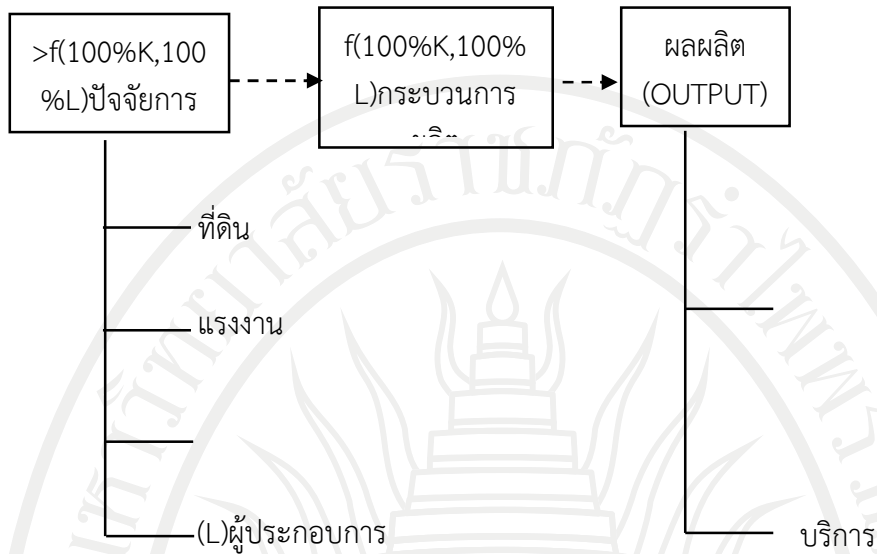 >f(100%K,100
%L)ปัจจัยการ
f(100%K,100%
L)กระบวนการ
ผลผลิต
(OUTPUT)
ที่ดิน
แรงงาน
(L)ผู้ประกอบการ
บริการ